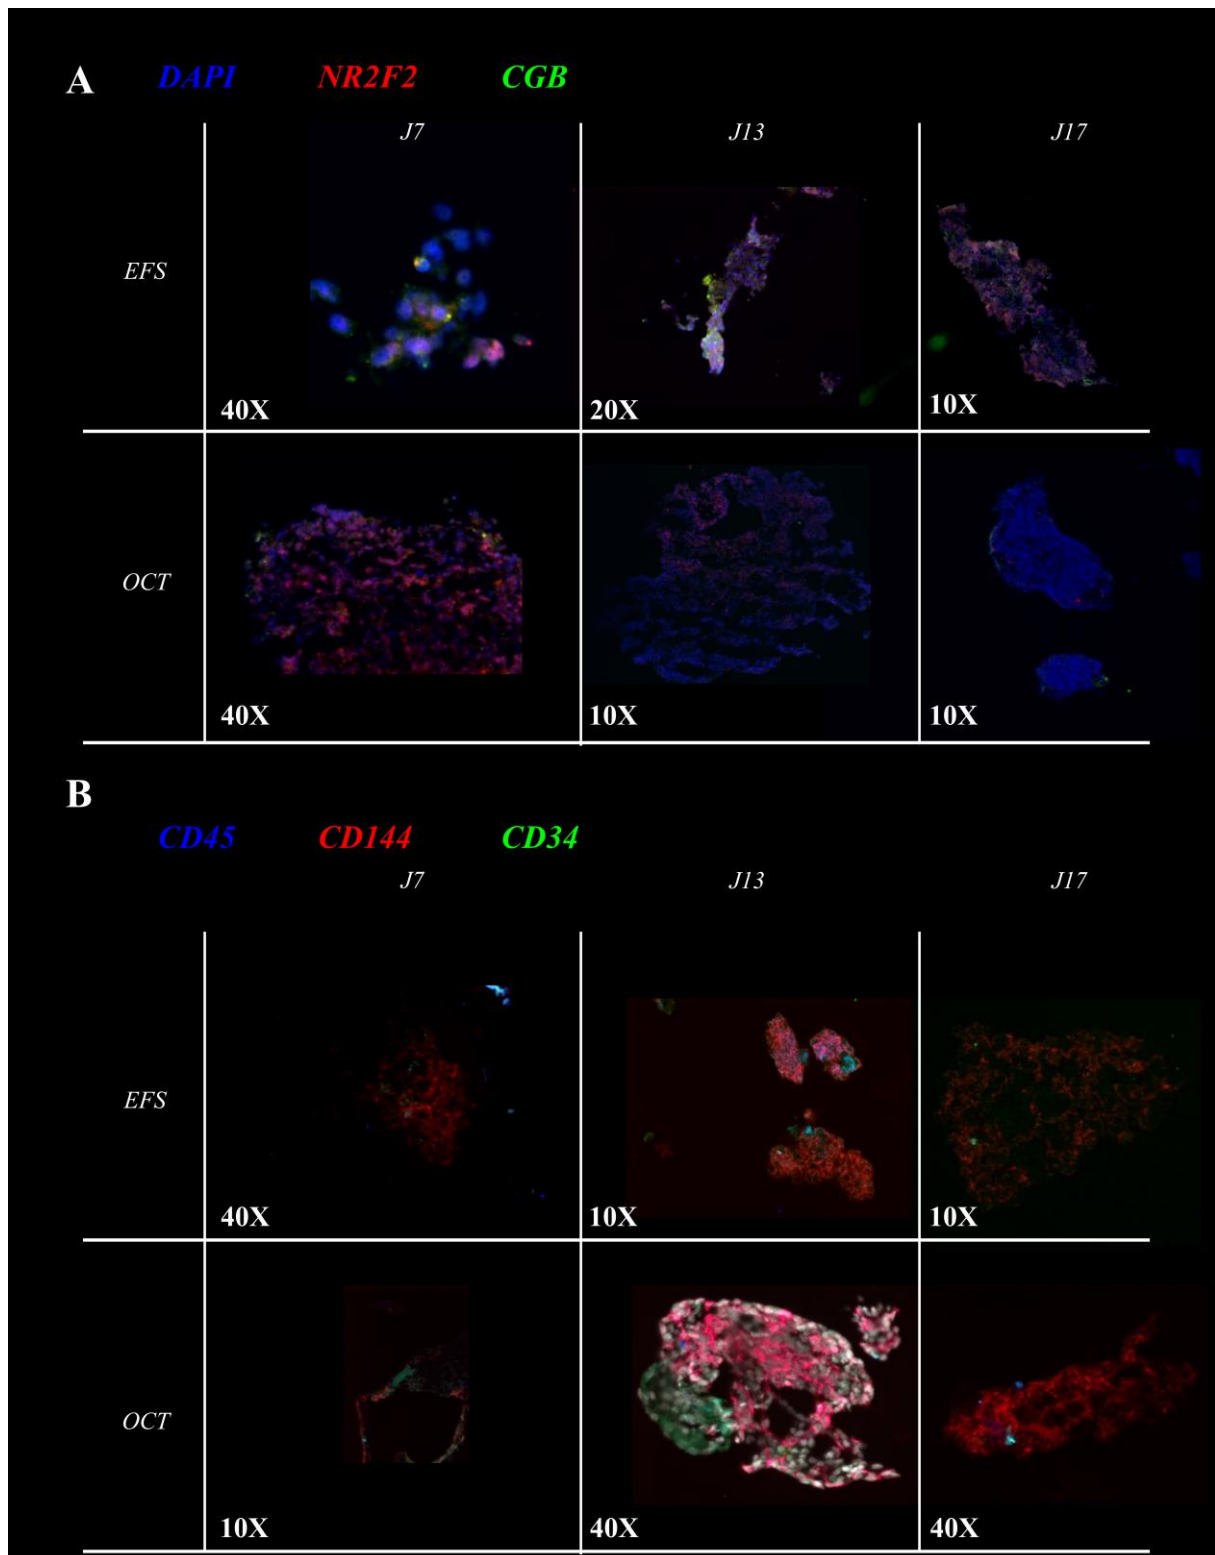 A DAPI NR2F2 CGB
J7 J13 J17
EFS
40X 20X 10X
OCT
40X 10X 10X
B
CD45 CD144 CD34
J7 J13 J17
EFS
40X 10X 10X
OCT
10X 40X 40X